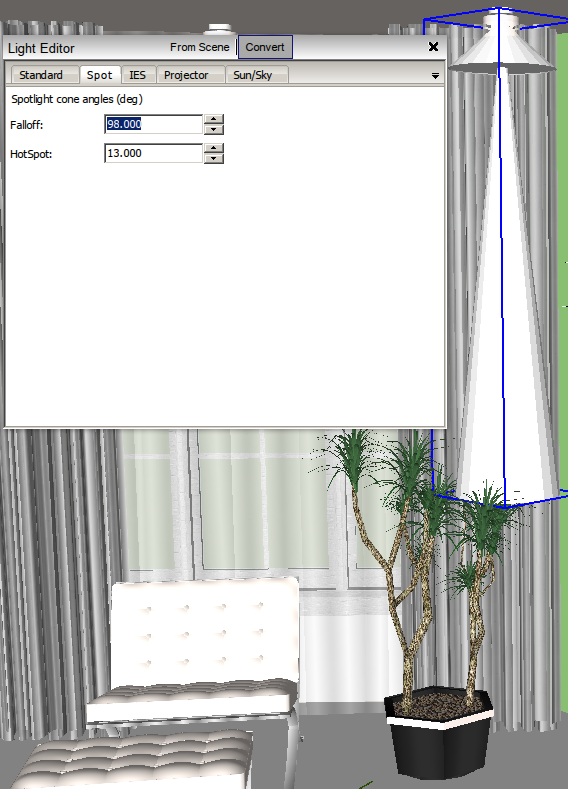 Light Editor From Scene Convert
Standard Spot IES Projector Sun/Sky
Spotlight cone angles (deg)
Falloff: 98.000
HotSpot: 13.000